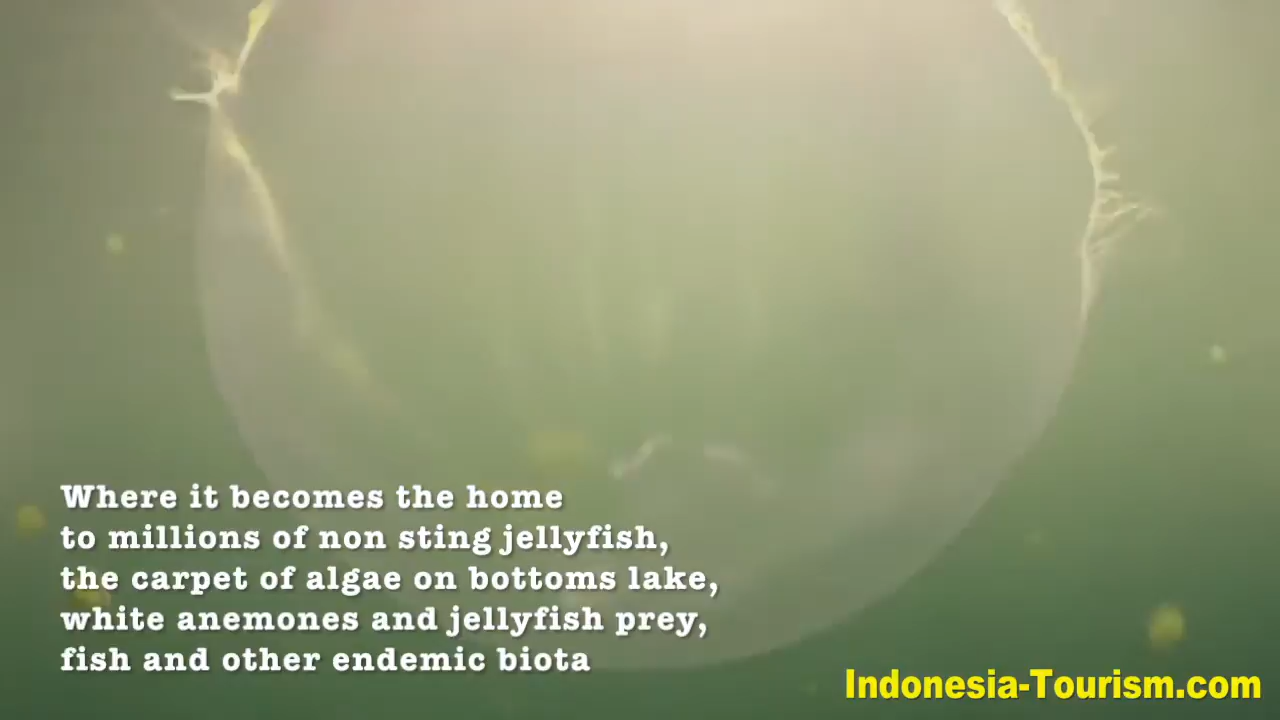 Where it becomes the home
to millions of non sting jellyfish,
the carpet of algae on bottoms lake,
white anemones and jellyfish prey,
fish and other endemic biota
Indonesia-Tourism.com